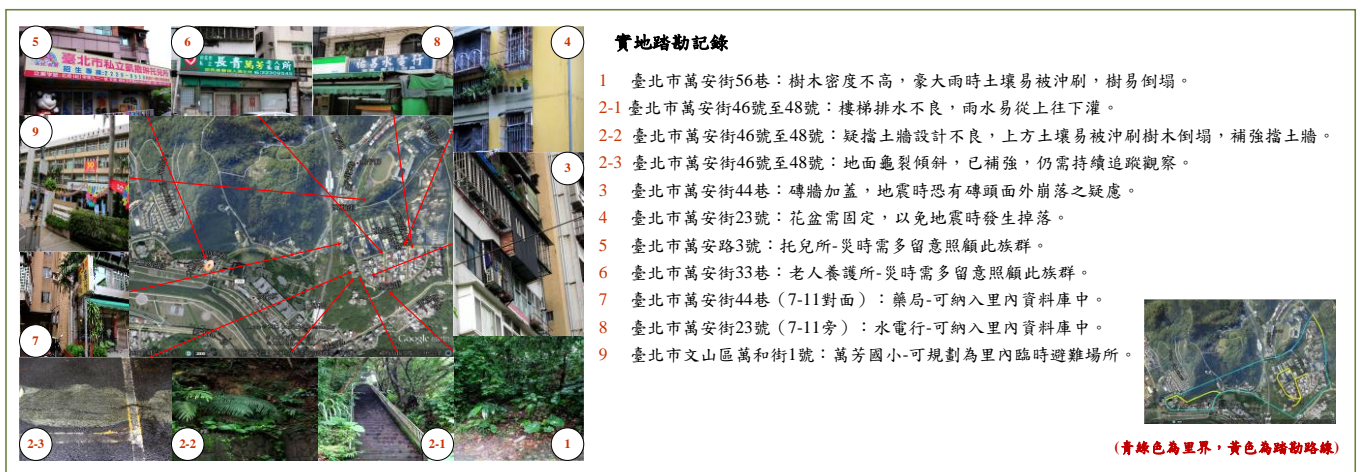 5
6
8
4
臺北市私立凱斯琳托兒所
長青萬芳老人養護所
怡昌水電行
9
3
7
Google
2-3
2-2
2-1
1
實地踏勘記錄
1 臺北市萬安街56巷：樹木密度不高，豪大雨時土壤易被沖刷，樹易倒塌。
2-1 臺北市萬安街46號至48號：樓梯排水不良，雨水易從上往下灌。
2-2 臺北市萬安街46號至48號：疑擋土牆設計不良，上方土壤易被沖刷樹木倒塌，補強擋土牆。
2-3 臺北市萬安街46號至48號：地面龜裂傾斜，已補強，仍需持續追蹤觀察。
3 臺北市萬安街44巷：磚牆加蓋，地震時恐有磚頭面外崩落之疑慮。
4 臺北市萬安街23號：花盆需固定，以免地震時發生掉落。
5 臺北市萬安路3號：托兒所-災時需多留意照顧此族群。
6 臺北市萬安街33巷：老人養護所-災時需多留意照顧此族群。
7 臺北市萬安街44巷（7-11對面）：藥局-可納入里內資料庫中。
8 臺北市萬安街23號（7-11旁）：水電行-可納入里內資料庫中。
9 臺北市文山區萬和街1號：萬芳國小-可規劃為里內臨時避難場所。
(青綠色為里界，黃色為踏勘路線)